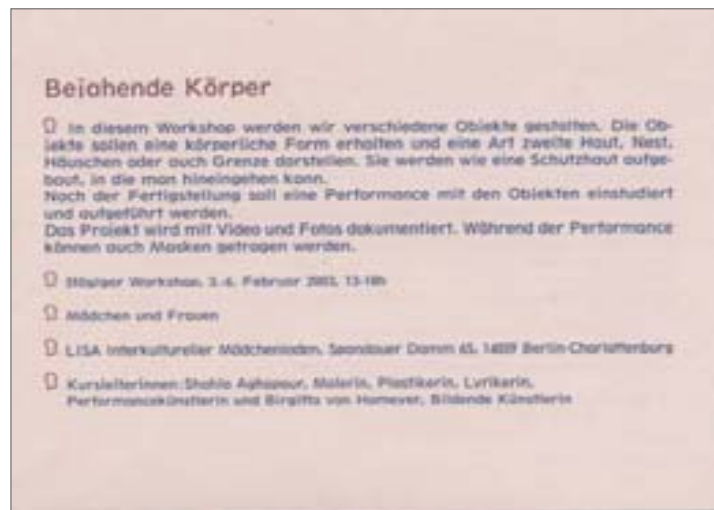 Bejahende Körper
In diesem Workshop werden wir verschiedene Objekte gestalten. Die Ob-
jekte sollen eine körperliche Form erhalten und eine Art zweite Haut, Nest,
Häuschen oder auch Grenze darstellen. Sie werden wie eine Schutzhaut aufge-
baut, in die man hineingehen kann.
Nach der Fertigstellung soll eine Performance mit den Objekten einstudiert
und aufgeführt werden.
Das Projekt wird mit Video und Fotos dokumentiert. Während der Performance
können auch Masken getragen werden.
Workshop, Februar 2003,
Mädchen und Frauen
LISA Interkultureller Mädchenladen, Spandauer Damm 65, Berlin-Charlottenburg
Kursleiterinnen: Shahla Aghapour, Malerin, Plastikerin, Lyrikerin,
Performancekünstlerin und Birgitta von Homeyer, Bildende Künstlerin